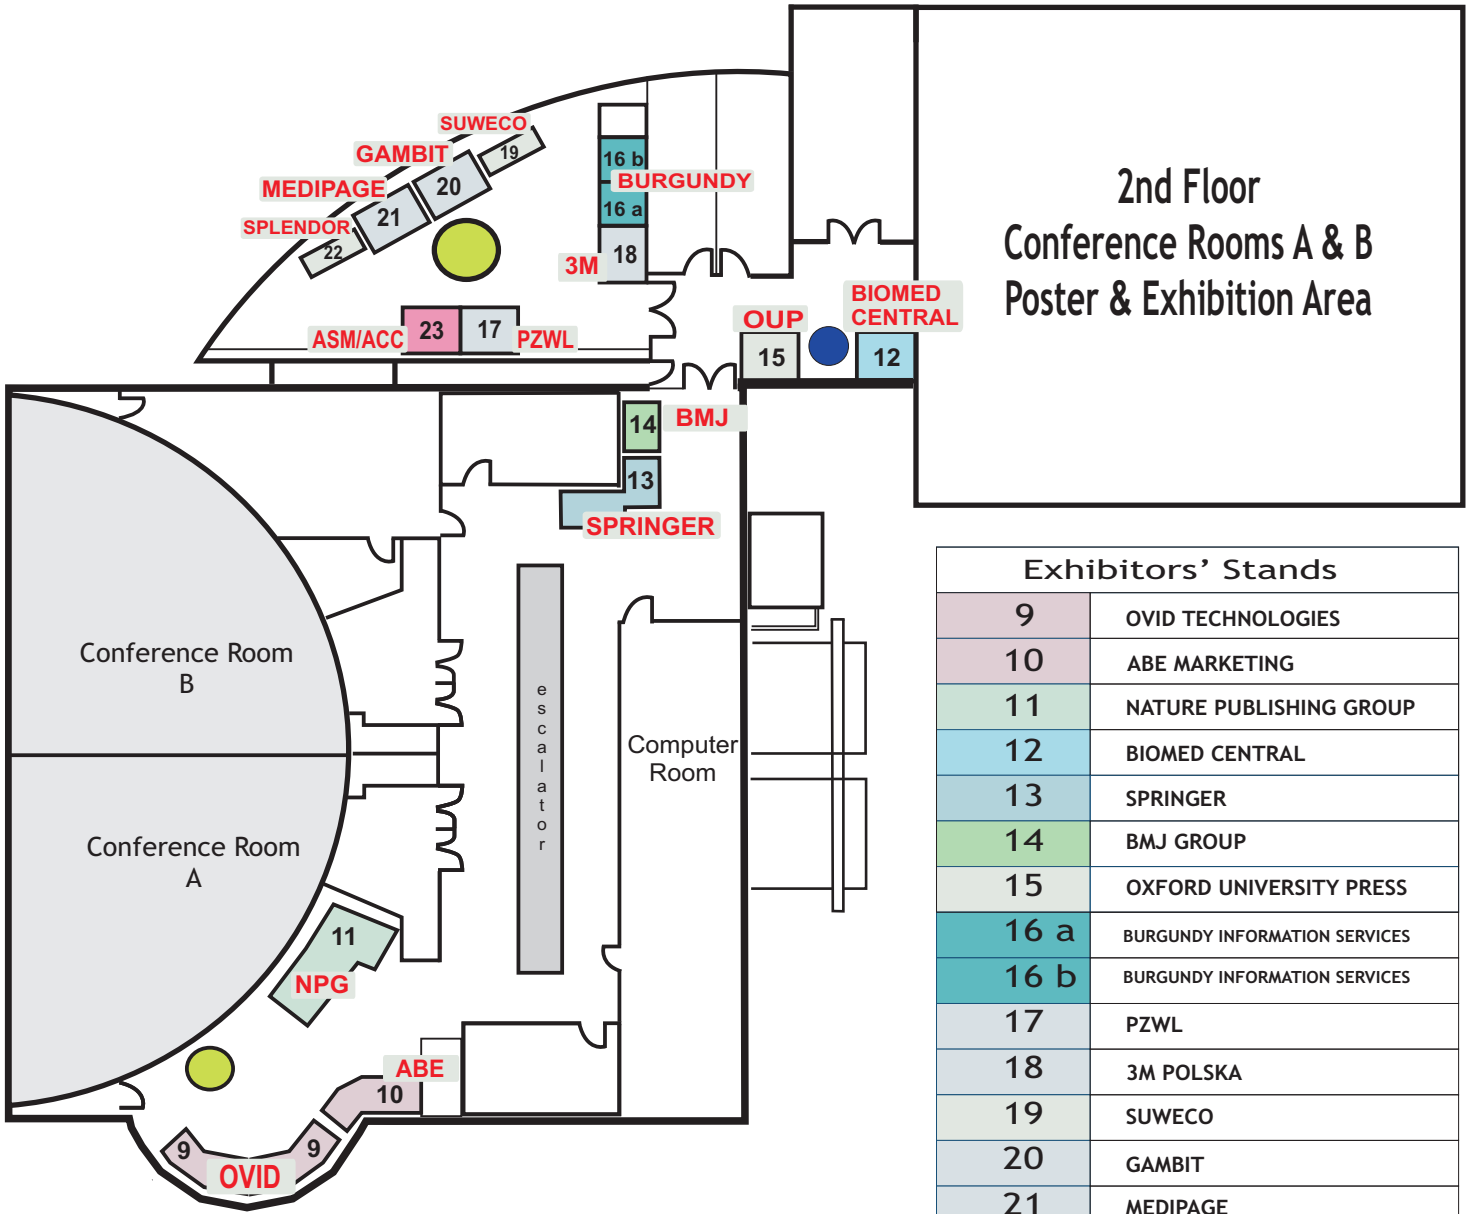 2nd Floor
Conference Rooms A & B
Poster & Exhibition Area
SUWECO
19
GAMBIT
20
MEDIPAGE
21
SPLENDOR
22
16 b
BURGUNDY
16 a
18
3M
ASM/ACC
23
17
PZWL
OUP
15
BIOMED
CENTRAL
12
14
BMJ
13
SPRINGER
Conference Room
B
escalator
Computer
Room
Conference Room
A
11
NPG
ABE
10
9
9
OVID
Exhibitors' Stands
9 OVID TECHNOLOGIES
10 ABE MARKETING
11 NATURE PUBLISHING GROUP
12 BIOMED CENTRAL
13 SPRINGER
14 BMJ GROUP
15 OXFORD UNIVERSITY PRESS
16 a BURGUNDY INFORMATION SERVICES
16 b BURGUNDY INFORMATION SERVICES
17 PZWL
18 3M POLSKA
19 SUWECO
20 GAMBIT
21 MEDIPAGE